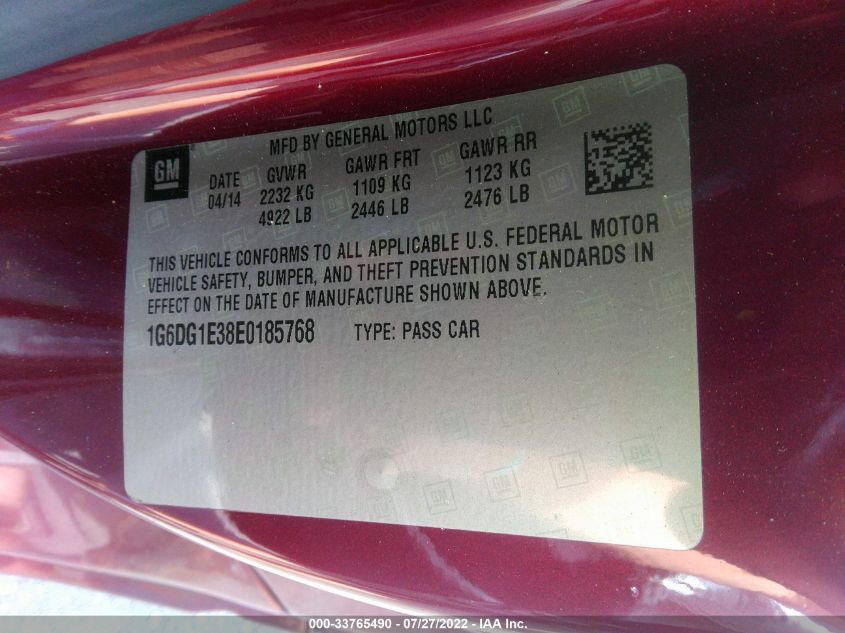 MFD BY GENERAL MOTORS LLC
GM
DATE GVWR GAWR FRT GAWR RR
04/14 2232 KG 1109 KG 1123 KG
4922 LB 2446 LB 2476 LB
THIS VEHICLE CONFORMS TO ALL APPLICABLE U.S. FEDERAL MOTOR
VEHICLE SAFETY, BUMPER, AND THEFT PREVENTION STANDARDS IN
EFFECT ON THE DATE OF MANUFACTURE SHOWN ABOVE.
1G6DG1E38E0185768 TYPE: PASS CAR
000-33765490 - 07/27/2022 - IAA Inc.